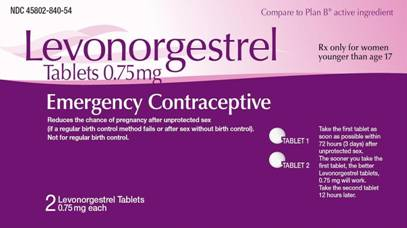 NDC 45802-840-54
Compare to Plan B® active ingredient
Levonorgestrel
Tablets 0.75mg
Rx only for women
younger than age 17
Emergency Contraceptive
Reduces the chance of pregnancy after unprotected sex
(if a regular birth control method fails or after sex without birth control).
Not for regular birth control.
TABLET 1
TABLET 2
Take the first tablet as
soon as possible within
72 hours (3 days) after
unprotected sex.
The sooner you take the
first tablet, the better
Levonorgestrel tablets,
0.75 mg will work.
Take the second tablet
12 hours later.
2 Levonorgestrel Tablets
0.75 mg each